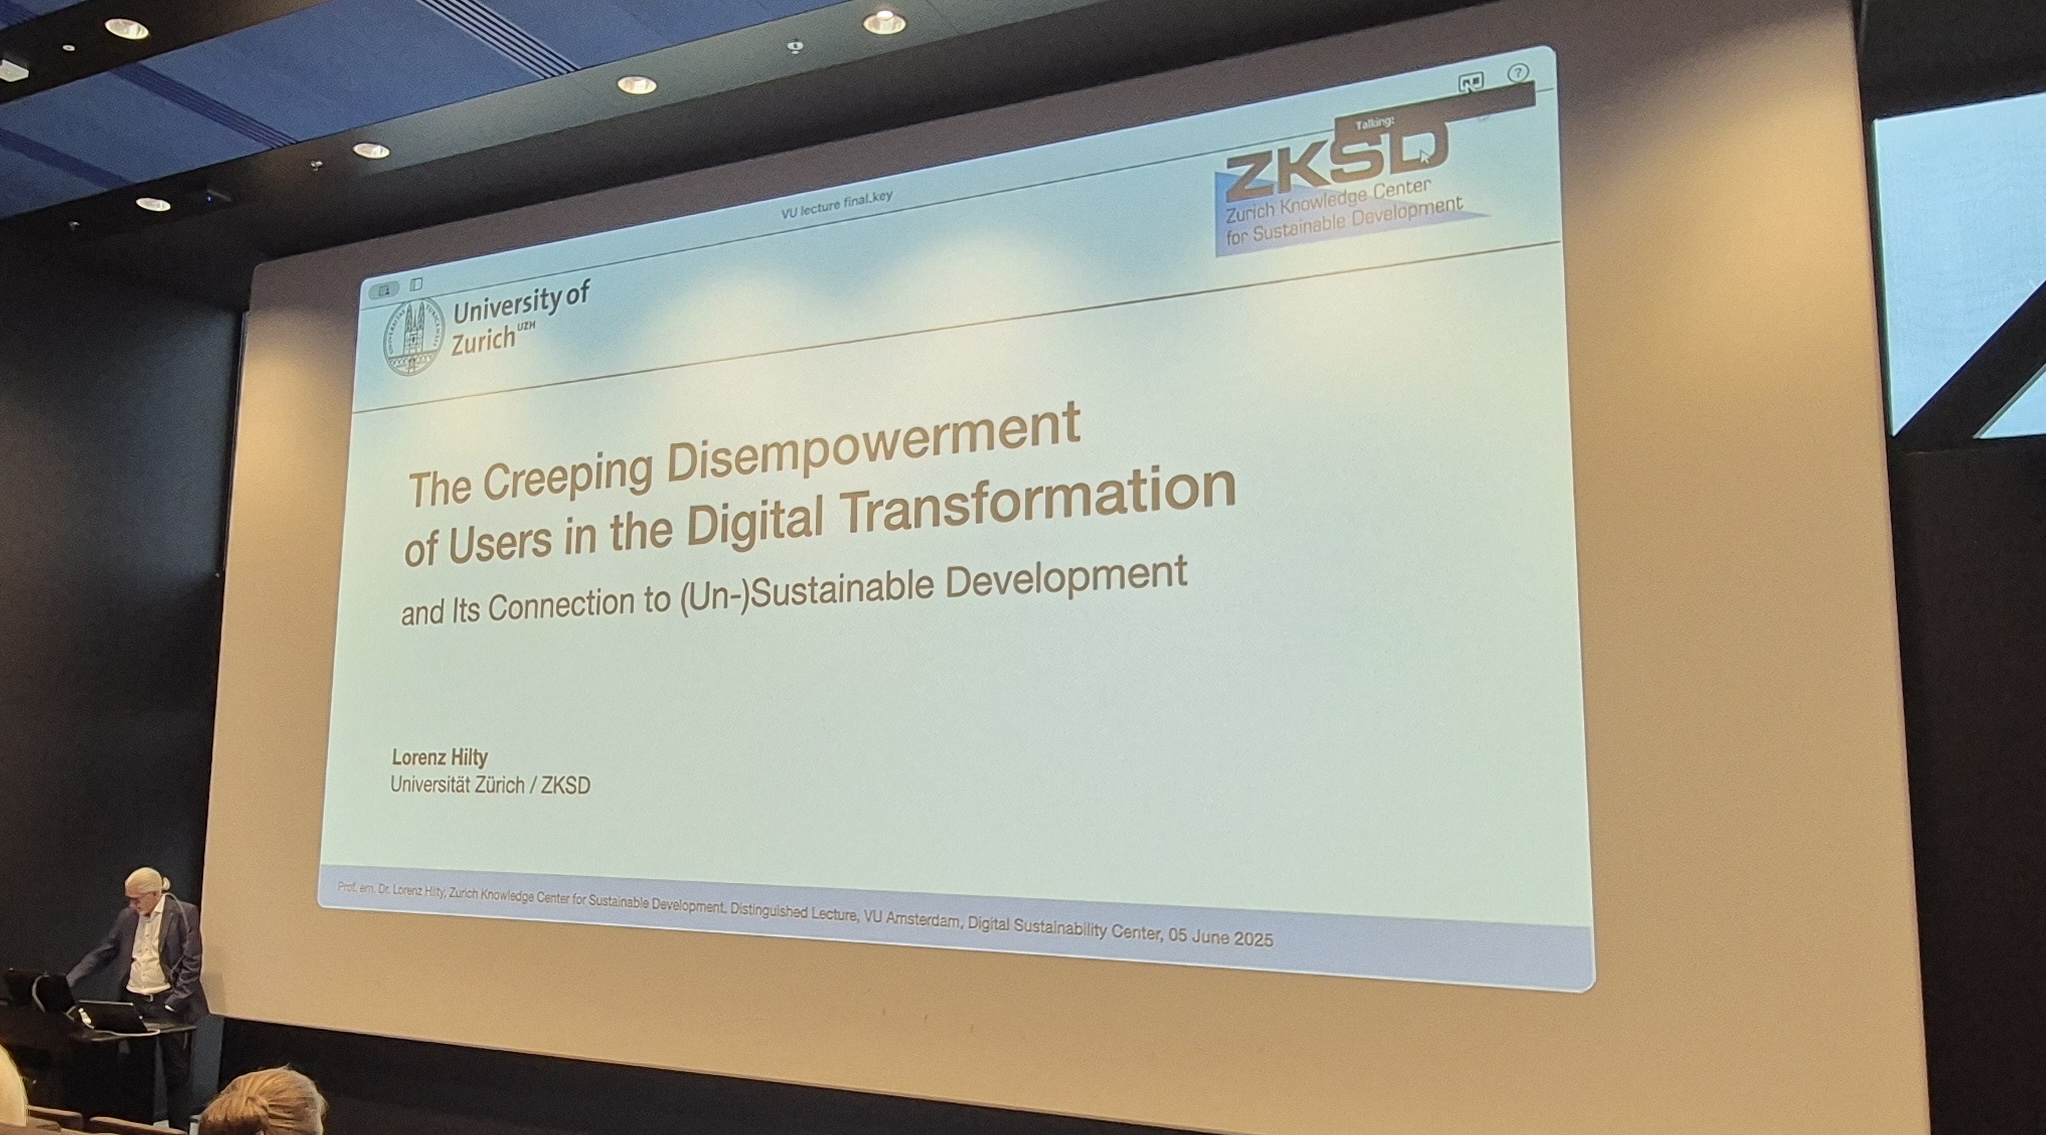 VU lecture final.key
?
Talking:
ZKSD
Zurich Knowledge Center
for Sustainable Development
University of
Zurich UZH
The Creeping Disempowerment
of Users in the Digital Transformation
and Its Connection to (Un-)Sustainable Development
Lorenz Hilty
Universität Zürich / ZKSD
Prof. em. Dr. Lorenz Hilty, Zurich Knowledge Center for Sustainable Development. Distinguished Lecture, VU Amsterdam, Digital Sustainability Center, 05 June 2025